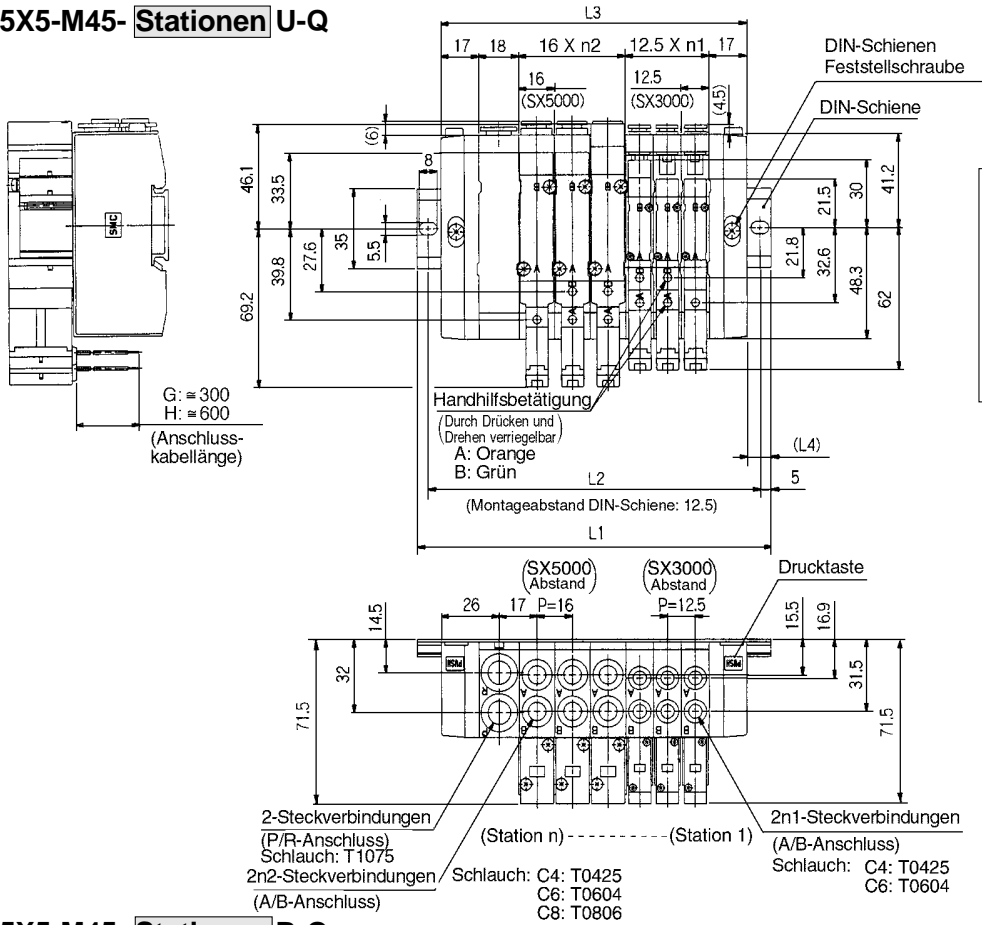 5X5-M45- Stationen U-Q
L3
17
18
16 X n2
12.5 X n1
17
16
(SX5000)
12.5
(SX3000)
(4.5)
DIN-Schienen
Feststellschraube
DIN-Schiene
(6)
8
46.1
33.5
35
5.5
27.6
39.8
69.2
21.5
30
41.2
21.8
32.6
48.3
62
SMC
G: ≅300
H: ≅600
(Anschluss-
kabellänge)
Handhilfsbetätigung
(Durch Drücken und
Drehen verriegelbar)
A: Orange
B: Grün
(L4)
L2
5
(Montageabstand DIN-Schiene: 12.5)
L1
(SX5000)
Abstand
(SX3000)
Abstand
Drucktaste
26
17
P=16
P=12.5
14.5
32
71.5
15.5
16.9
31.5
71.5
PUSH
PUSH
R
P
A
A
A
A
A
A
B
B
B
B
B
B
2-Steckverbindungen
(P/R-Anschluss)
Schlauch: T1075
2n2-Steckverbindungen
(A/B-Anschluss)
(Station n)-----------(Station 1)
Schlauch: C4: T0425
C6: T0604
C8: T0806
2n1-Steckverbindungen
(A/B-Anschluss)
Schlauch: C4: T0425
C6: T0604